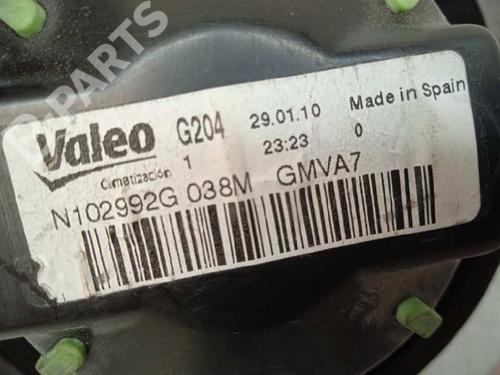 B-PARTS
Valeo G204 29.01.10 Made in Spain
Climatización 1 23:23 0
N102992G 038M GMVA7